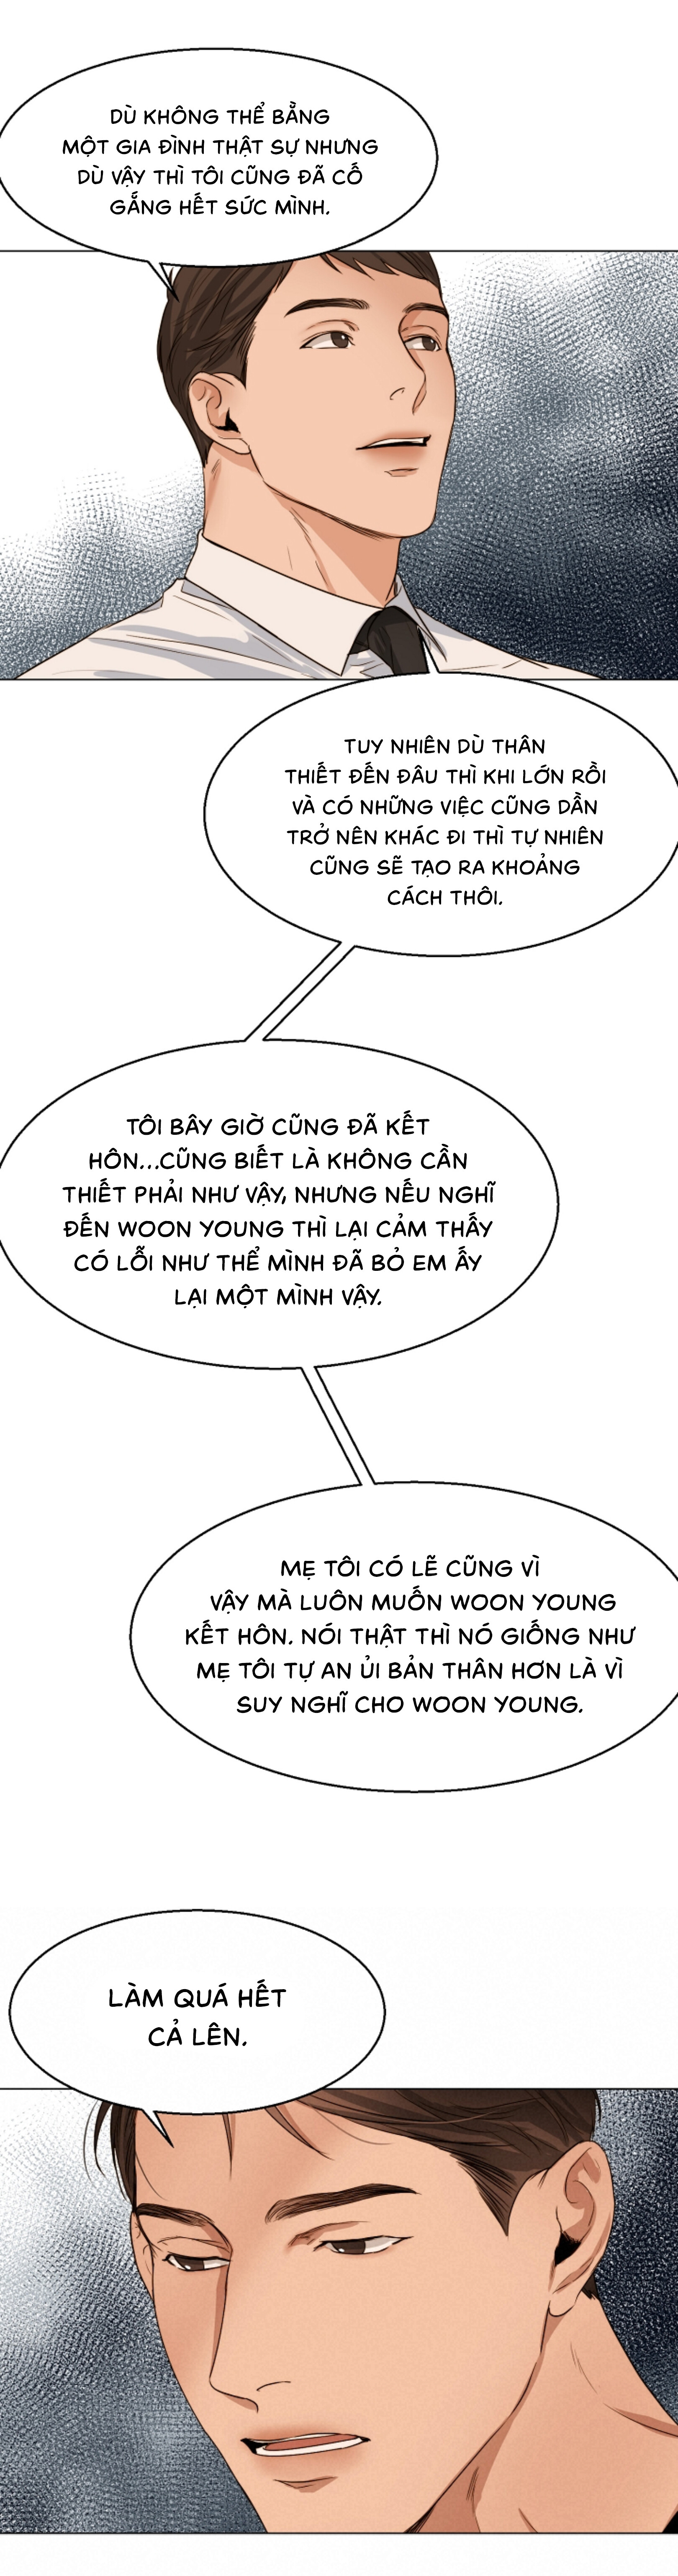 DÙ KHÔNG THỂ BẰNG
MỘT GIA ĐÌNH THẬT SỰ NHƯNG
DÙ VẬY THÌ TÔI CŨNG ĐÃ CỐ
GẮNG HẾT SỨC MÌNH.
TUY NHIÊN DÙ THÂN
THIẾT ĐẾN ĐÂU THÌ KHI LỚN RỒI
VÀ CÓ NHỮNG VIỆC CŨNG DẦN
TRỞ NÊN KHÁC ĐI THÌ TỰ NHIÊN
CŨNG SẼ TẠO RA KHOẢNG
CÁCH THÔI.
TÔI BÂY GIỜ CŨNG ĐÃ KẾT
HÔN...CŨNG BIẾT LÀ KHÔNG CẦN
THIẾT PHẢI NHƯ VẬY, NHƯNG NẾU NGHĨ
ĐẾN WOON YOUNG THÌ LẠI CẢM THẤY
CÓ LỖI NHƯ THỂ MÌNH ĐÃ BỎ EM ẤY
LẠI MỘT MÌNH VẬY.
MẸ TÔI CÓ LẼ CŨNG VÌ
VẬY MÀ LUÔN MUỐN WOON YOUNG
KẾT HÔN. NÓI THẬT THÌ NÓ GIỐNG NHƯ
MẸ TÔI TỰ AN ỦI BẢN THÂN HƠN LÀ VÌ
SUY NGHĨ CHO WOON YOUNG.
LÀM QUÁ HẾT
CẢ LÊN.